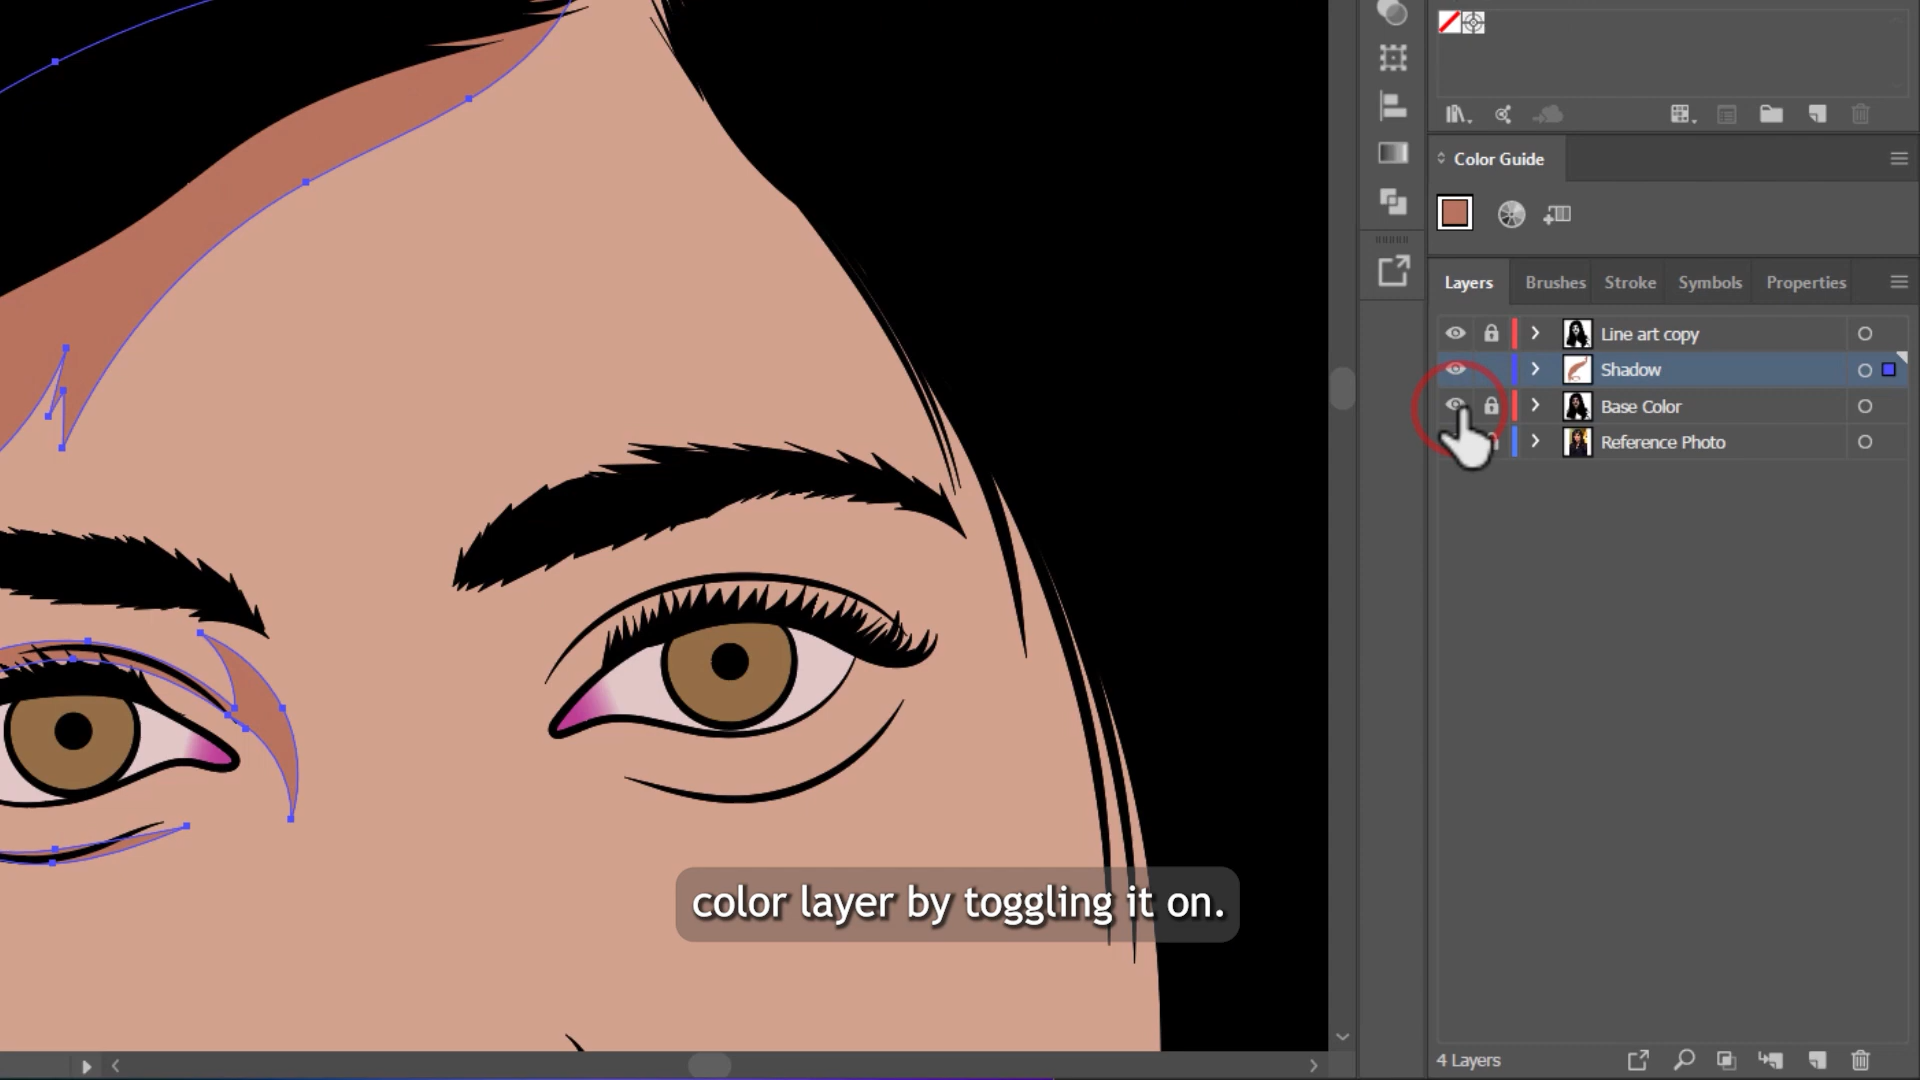 Color Guide
Layers Brushes Stroke Symbols Properties
Line art copy
Shadow
Base Color
Reference Photo
color layer by toggling it on.
4 Layers